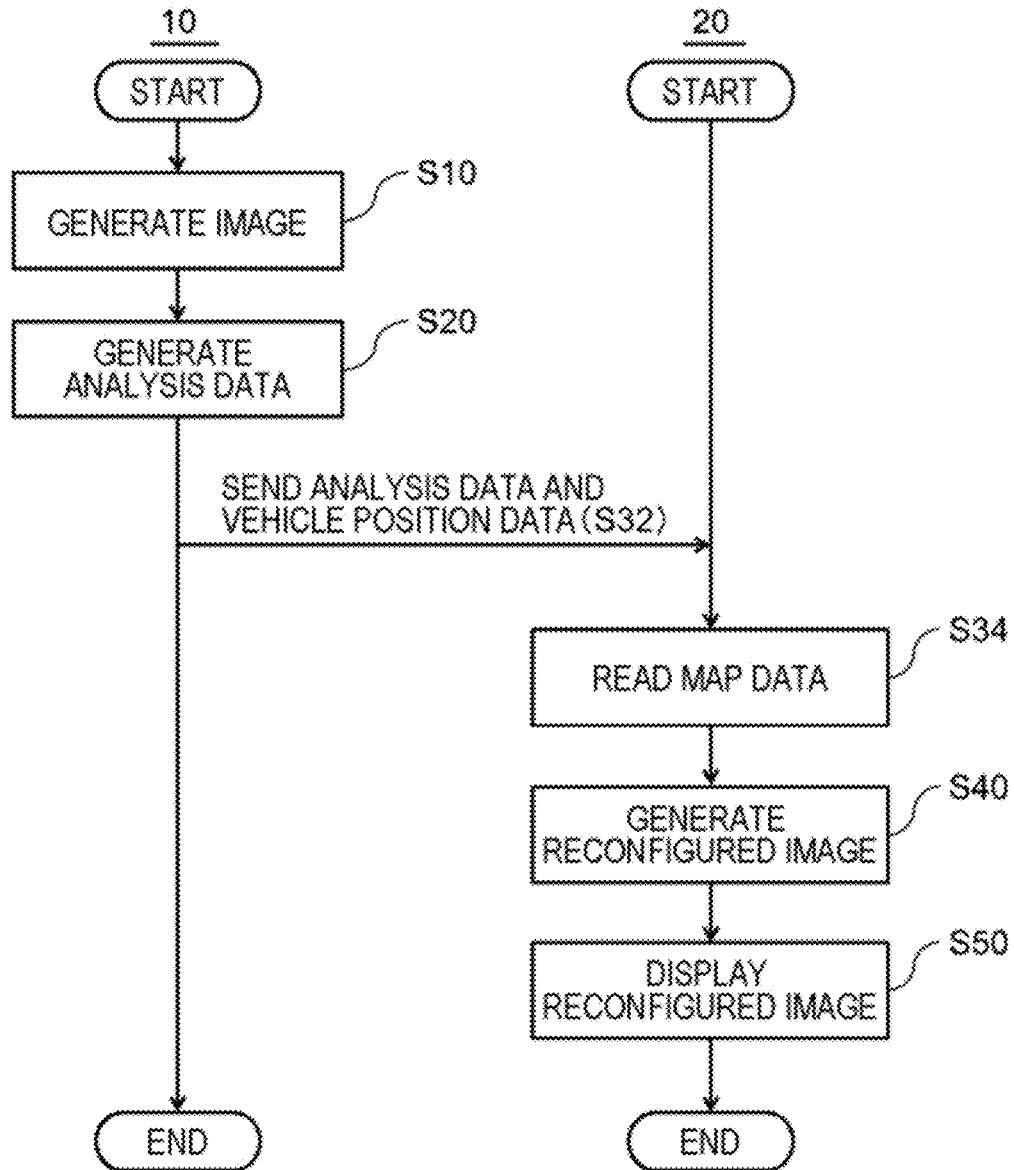 10
20
START
START
S10
GENERATE IMAGE
S20
GENERATE
ANALYSIS DATA
SEND ANALYSIS DATA AND
VEHICLE POSITION DATA (S32)
S34
READ MAP DATA
S40
GENERATE
RECONFIGURED IMAGE
S50
DISPLAY
RECONFIGURED IMAGE
END
END